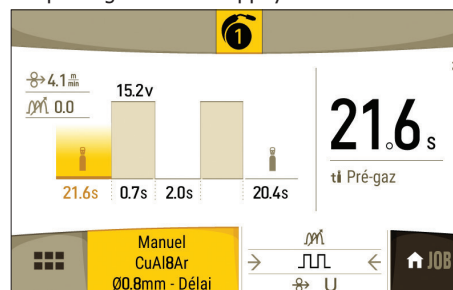 1
4.1 m/min
0.0
15.2v
21.6s 0.7s 2.0s 20.4s
21.6 s
Pré-gaz
Manuel
CuAl8Ar
Ø0.8mm - Délai
U
JOB